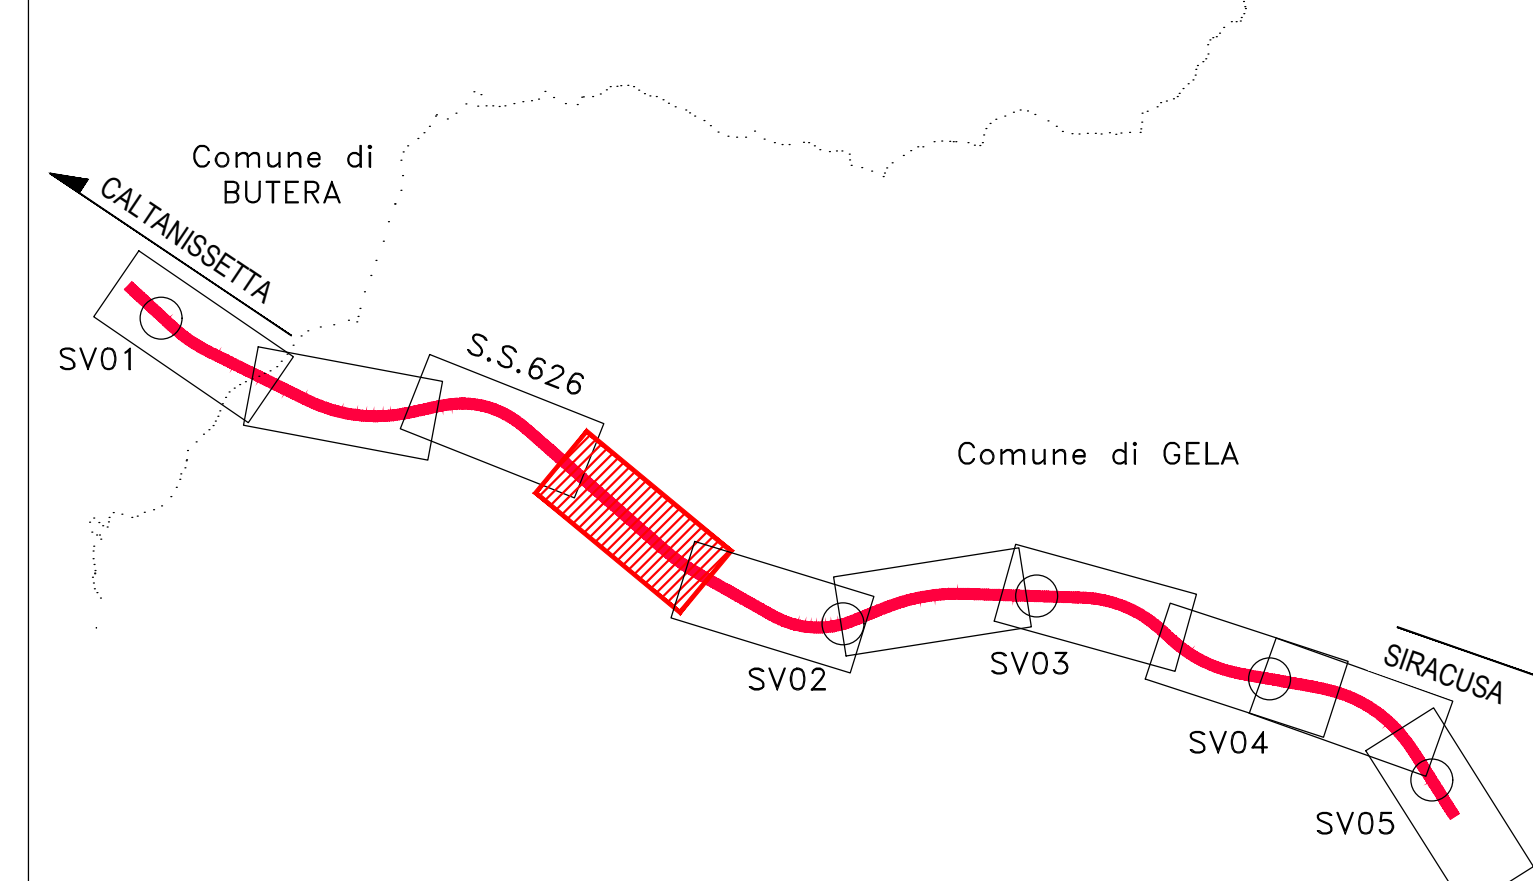 Comune di
BUTERA
CALTANISSETTA
SV01
S.S.626
Comune di GELA
SV02
SV03
SIRACUSA
SV04
SV05